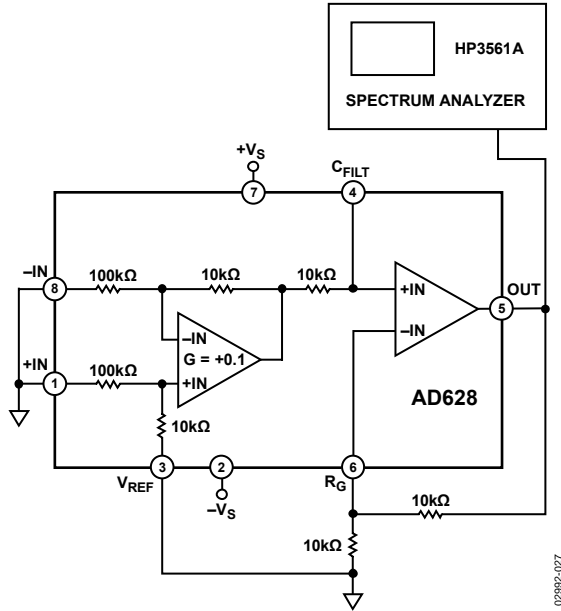 HP3561A
SPECTRUM ANALYZER
+VS
CFILT
7
4
–IN
100kΩ
10kΩ
10kΩ
OUT
8
+IN
5
–IN
–IN
+IN
100kΩ
G = +0.1
1
+IN
AD628
10kΩ
3
2
6
VREF
RG
–VS
10kΩ
10kΩ
02992-027